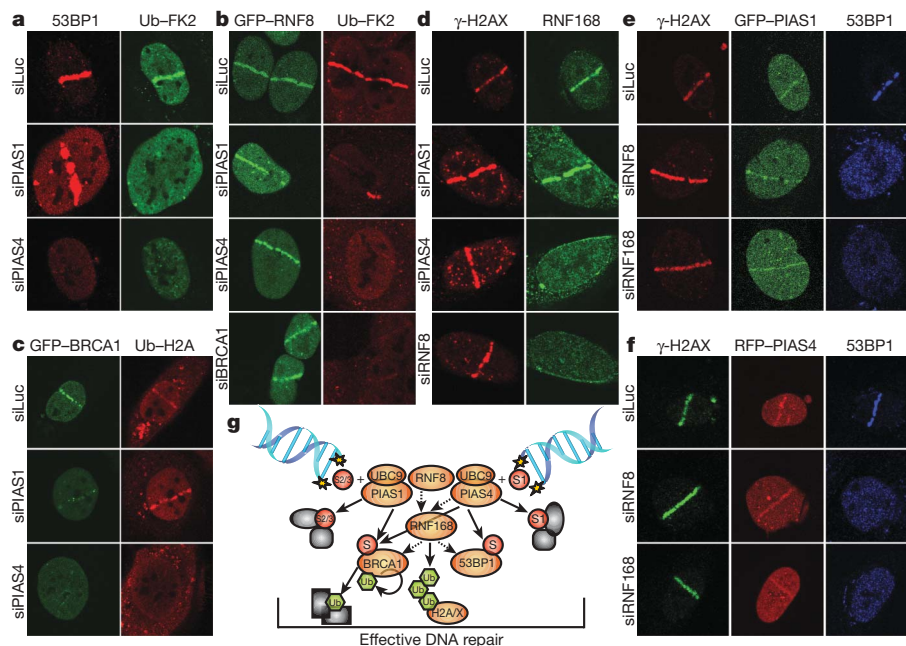 a
53BP1 Ub–FK2
siLuc
siPIAS1
siPIAS4
b
GFP–RNF8 Ub–FK2
siLuc
siPIAS1
siPIAS4
siBRCA1
c
GFP–BRCA1 Ub–H2A
siLuc
siPIAS1
siPIAS4
d
γ-H2AX RNF168
siLuc
siPIAS1
siPIAS4
siRNF8
e
γ-H2AX GFP–PIAS1 53BP1
siLuc
siRNF8
siRNF168
f
γ-H2AX RFP–PIAS4 53BP1
siLuc
siRNF8
siRNF168
g
S2/3 + UBC9 RNF8 UBC9 + S1
PIAS1 PIAS4
S2/3 RNF168 S1
S S
BRCA1 53BP1
Ub Ub
Ub Ub
H2A/X
Effective DNA repair